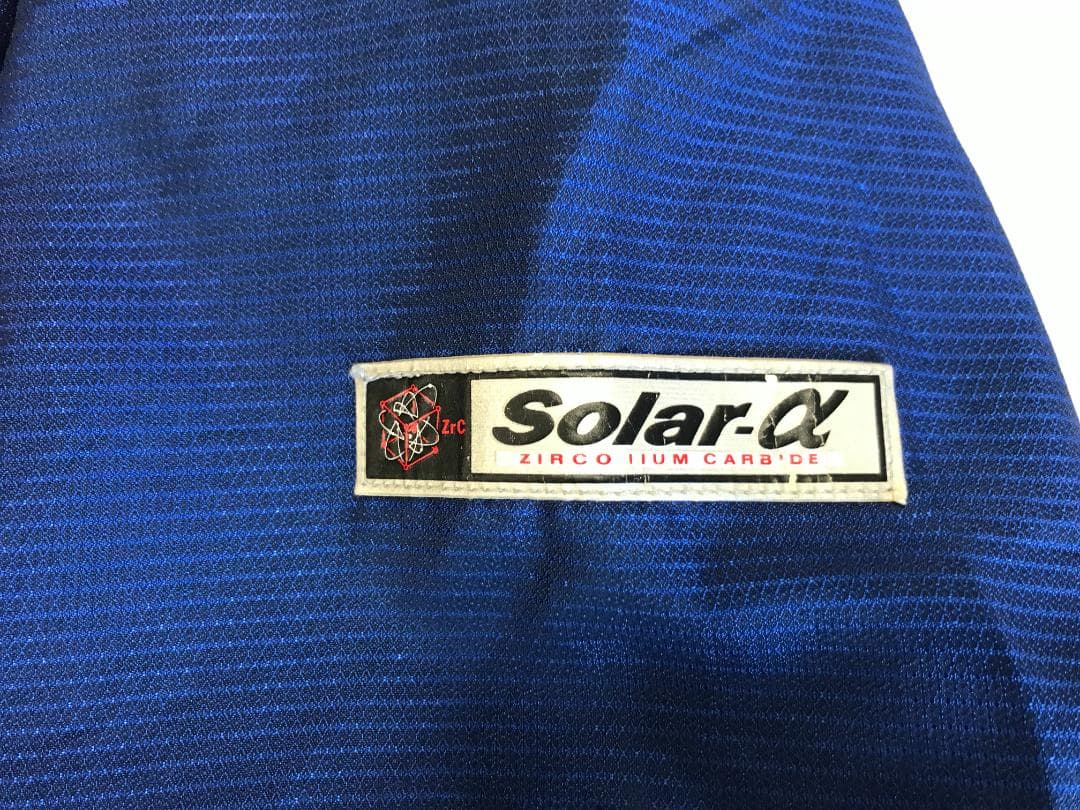 ZrC
Solar-α
ZIRCO IIUM CARB'DE